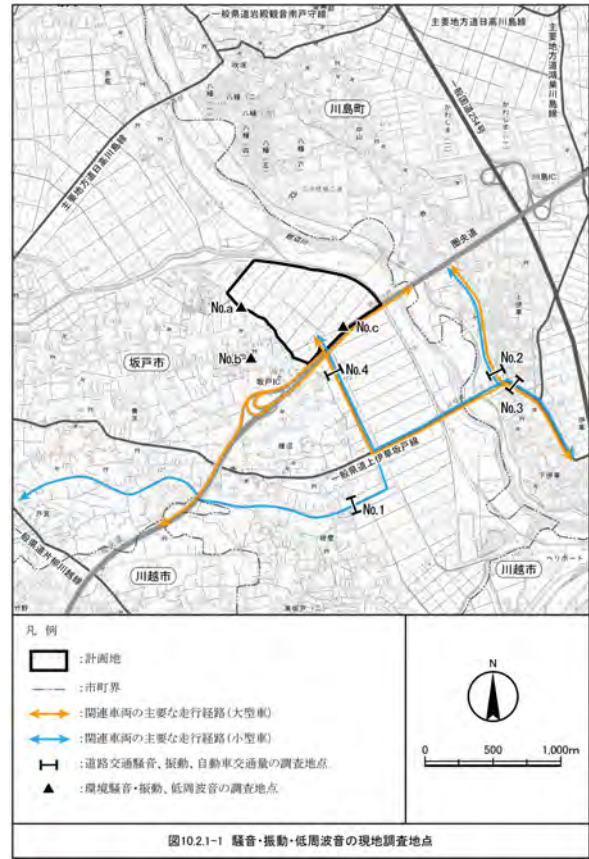 一般県道岩殿観音南戸守線
主要地方道日高川島線
主要地方道鴻巣川島線
一般国道254号
川島町
主要地方道日高川島線
川島IC
圏央道
No.a
No.c
No.b
坂戸市
坂戸IC
No.4
No.2
No.3
一般県道上伊草坂戸線
No.1
一般県道片柳川越線
川越市
川越市
ヘリポート
凡 例
:計画地
:市町界
:関連車両の主要な走行経路(大型車)
:関連車両の主要な走行経路(小型車)
:道路交通騒音、振動、自動車交通量の調査地点
:環境騒音・振動、低周波音の調査地点
N
0 500 1,000m
図10.2.1-1 騒音・振動・低周波音の現地調査地点